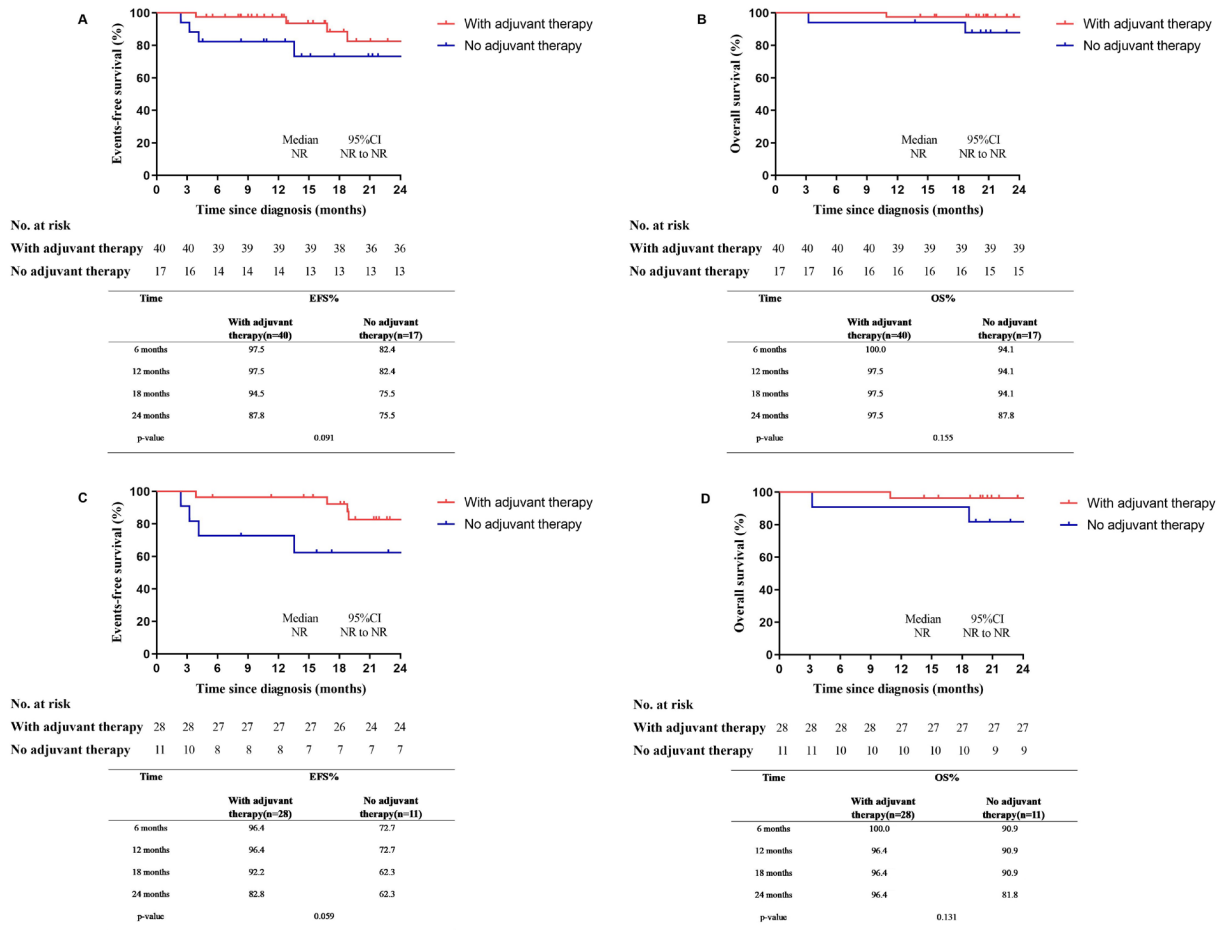 A
100
80
60
40
20
0
Events-free survival (%)
With adjuvant therapy
No adjuvant therapy
Median 95%CI
NR NR to NR
0 3 6 9 12 15 18 21 24
Time since diagnosis (months)
No. at risk
With adjuvant therapy 40 40 39 39 39 39 38 36 36
No adjuvant therapy 17 16 14 14 14 13 13 13 13
Time EFS%
With adjuvant therapy(n=40) No adjuvant therapy(n=17)
6 months 97.5 82.4
12 months 97.5 82.4
18 months 94.5 75.5
24 months 87.8 75.5
p-value 0.091
B
100
80
60
40
20
0
Overall survival (%)
With adjuvant therapy
No adjuvant therapy
Median 95%CI
NR NR to NR
0 3 6 9 12 15 18 21 24
Time since diagnosis (months)
No. at risk
With adjuvant therapy 40 40 40 40 39 39 39 39 39
No adjuvant therapy 17 17 16 16 16 16 16 15 15
Time OS%
With adjuvant therapy(n=40) No adjuvant therapy(n=17)
6 months 100.0 94.1
12 months 97.5 94.1
18 months 97.5 94.1
24 months 97.5 87.8
p-value 0.155
C
100
80
60
40
20
0
Events-free survival (%)
With adjuvant therapy
No adjuvant therapy
Median 95%CI
NR NR to NR
0 3 6 9 12 15 18 21 24
Time since diagnosis (months)
No. at risk
With adjuvant therapy 28 28 27 27 27 27 26 24 24
No adjuvant therapy 11 10 8 8 8 7 7 7 7
Time EFS%
With adjuvant therapy(n=28) No adjuvant therapy(n=11)
6 months 96.4 72.7
12 months 96.4 72.7
18 months 92.2 62.3
24 months 82.8 62.3
p-value 0.059
D
100
80
60
40
20
0
Overall survival (%)
With adjuvant therapy
No adjuvant therapy
Median 95%CI
NR NR to NR
0 3 6 9 12 15 18 21 24
Time since diagnosis (months)
No. at risk
With adjuvant therapy 28 28 28 28 27 27 27 27 27
No adjuvant therapy 11 11 10 10 10 10 10 9 9
Time OS%
With adjuvant therapy(n=28) No adjuvant therapy(n=11)
6 months 100.0 90.9
12 months 96.4 90.9
18 months 96.4 90.9
24 months 96.4 81.8
p-value 0.131